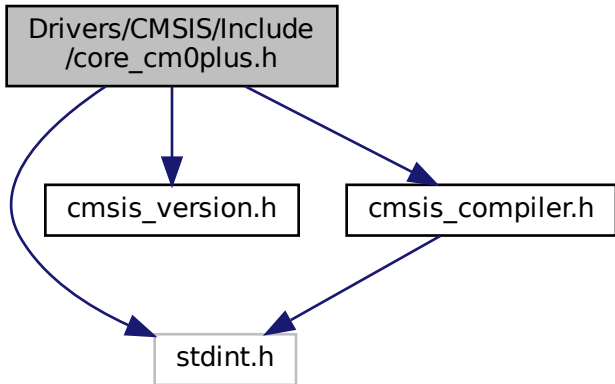 Drivers/CMSIS/Include
/core_cm0plus.h
cmsis_version.h
cmsis_compiler.h
stdint.h